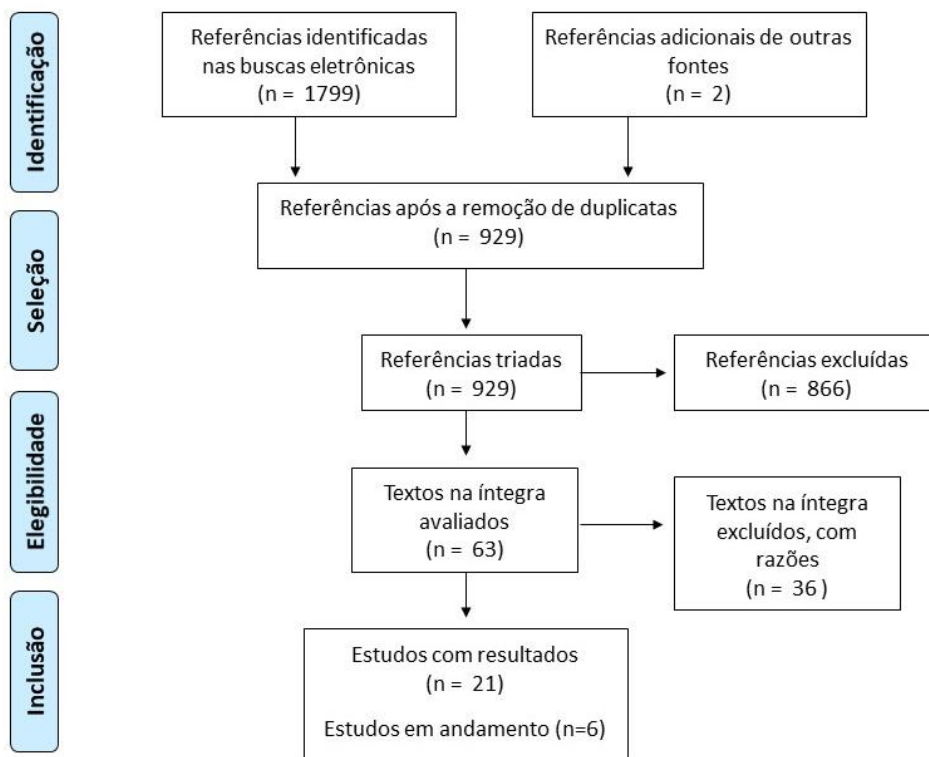 Identificação
Referências identificadas
nas buscas eletrônicas
(n = 1799)
Referências adicionais de outras
fontes
(n = 2)
Seleção
Referências após a remoção de duplicatas
(n = 929)
Referências triadas
(n = 929)
Referências excluídas
(n = 866)
Elegibilidade
Textos na íntegra
avaliados
(n = 63)
Textos na íntegra
excluídos, com
razões
(n = 36 )
Inclusão
Estudos com resultados
(n = 21)
Estudos em andamento (n=6)